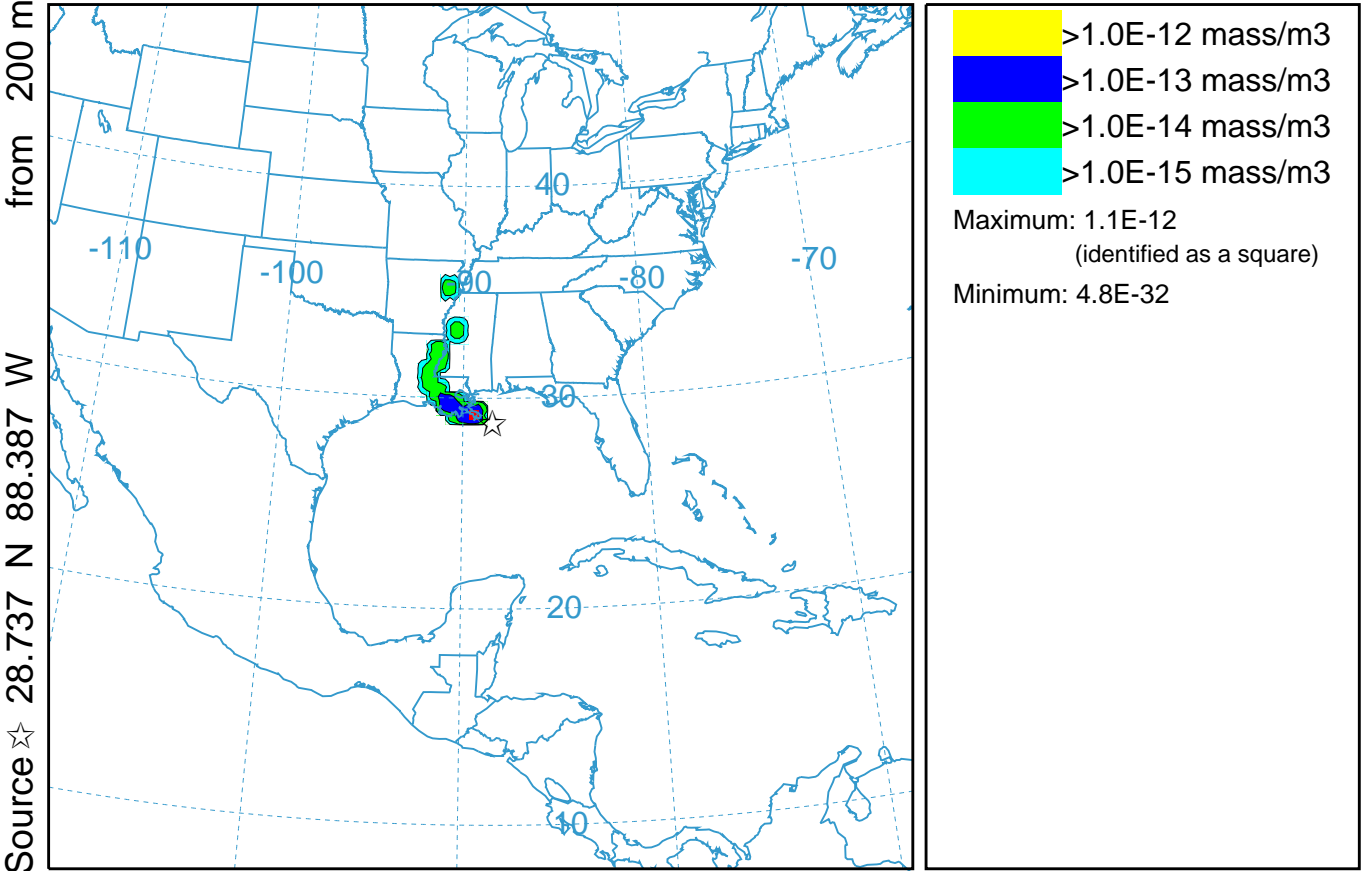 Source ☆ 28.737 N 88.387 W from 200 m
-110
-100
90
-80
-70
40
30
20
10
>1.0E-12 mass/m3
>1.0E-13 mass/m3
>1.0E-14 mass/m3
>1.0E-15 mass/m3
Maximum: 1.1E-12
(identified as a square)
Minimum: 4.8E-32